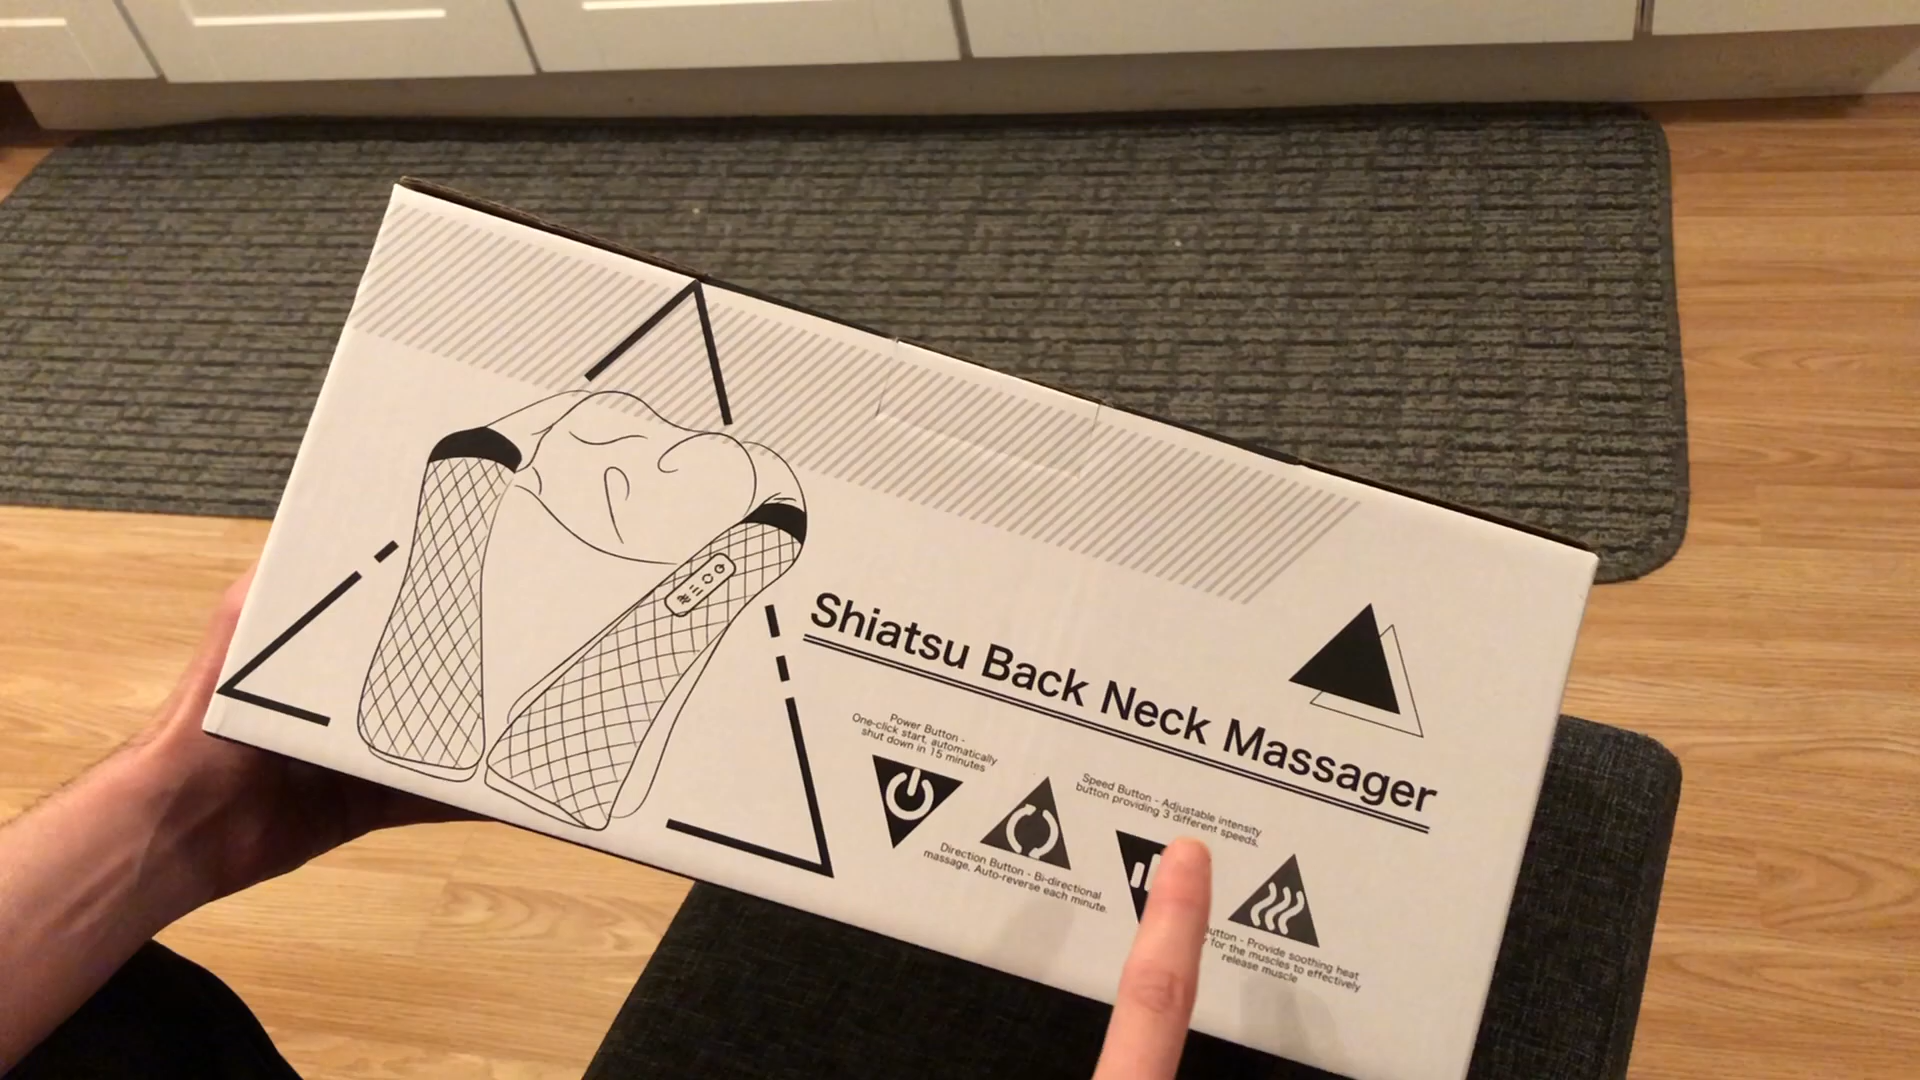 Shiatsu Back Neck Massager
Power Button -
One-click start, automatically
shut down in 15 minutes
Direction Button - Bi-directional
massage, Auto-reverse each minute.
Speed Button - Adjustable intensity
button providing 3 different speeds.
- Provide soothing heat
for the muscles to effectively
release muscle